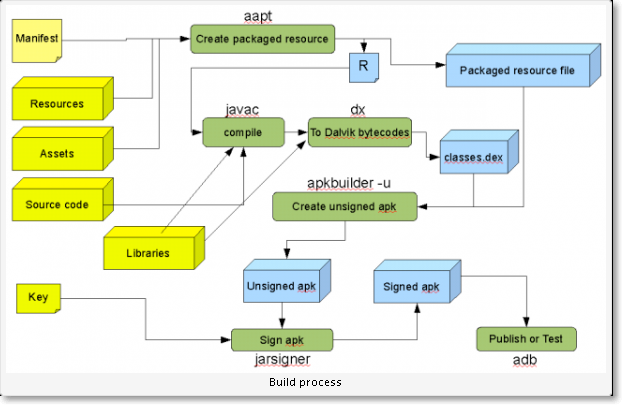 aapt
Manifest
Create packaged resource
R
Packaged resource file
Resources
javac
dx
compile
To Dalvik bytecodes
Assets
classes.dex
apkbuilder -u
Source code
Create unsigned apk
Libraries
Unsigned apk
Signed apk
Key
Sign apk
Publish or Test
jarsigner
adb
Build process